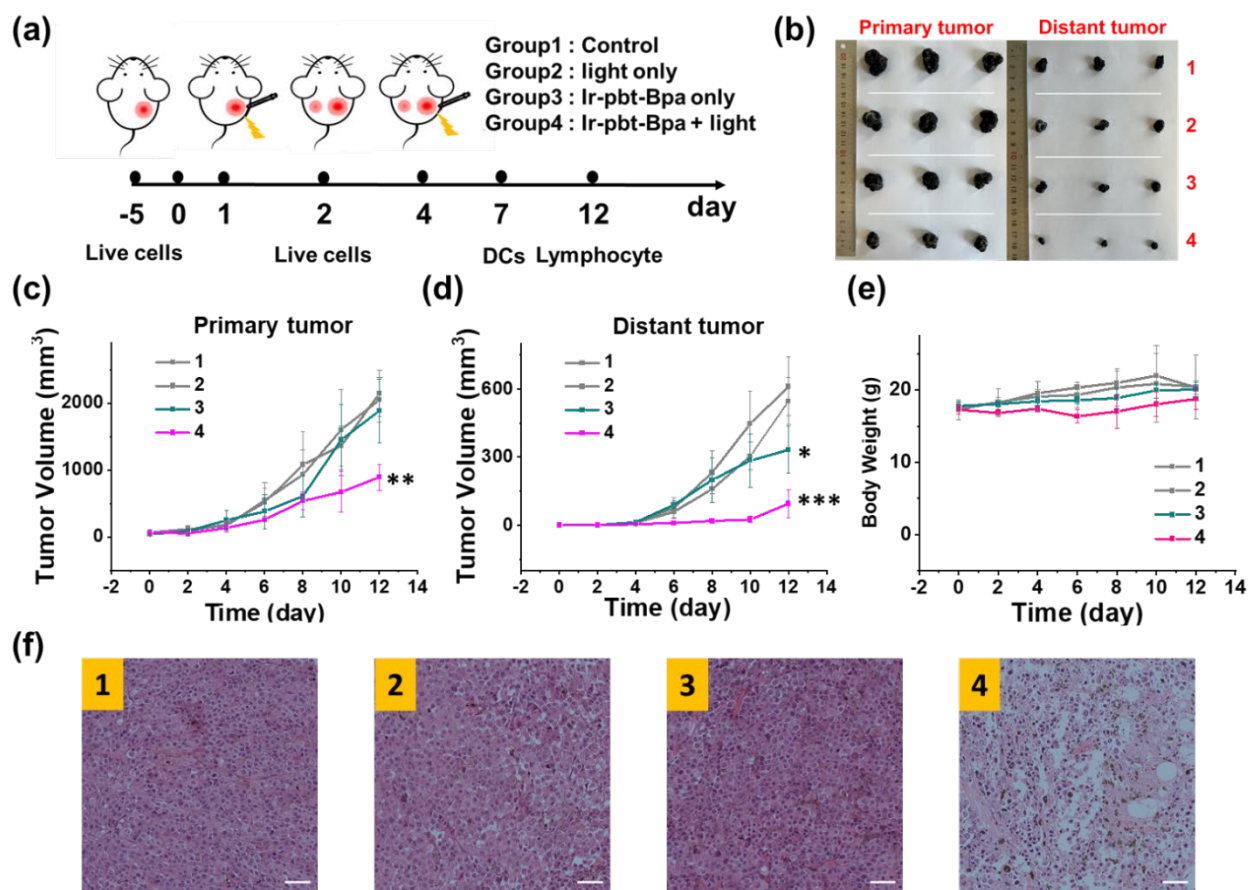 (a)
Group1 : Control
Group2 : light only
Group3 : Ir-pbt-Bpa only
Group4 : Ir-pbt-Bpa + light
-5 0 1 2 4 7 12 day
Live cells Live cells DCs Lymphocyte
(b)
Primary tumor Distant tumor
1
2
3
4
(c)
Primary tumor
Tumor Volume (mm³)
2000
1000
0
1
2
3
4
**
-2 0 2 4 6 8 10 12 14
Time (day)
(d)
Distant tumor
Tumor Volume (mm³)
600
300
0
1
2
3
4
*
***
-2 0 2 4 6 8 10 12 14
Time (day)
(e)
Body Weight (g)
20
10
0
1
2
3
4
-2 0 2 4 6 8 10 12 14
Time (day)
(f)
1 2 3 4